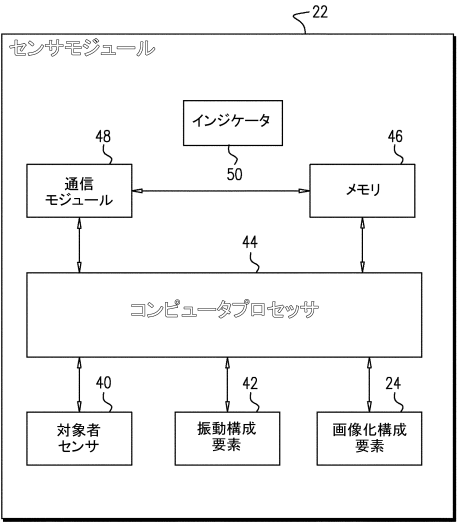 22
センサモジュール
インジケータ
50
48
通信
モジュール
46
メモリ
44
コンピュータプロセッサ
40
対象者
センサ
42
振動構成
要素
24
画像化構成
要素